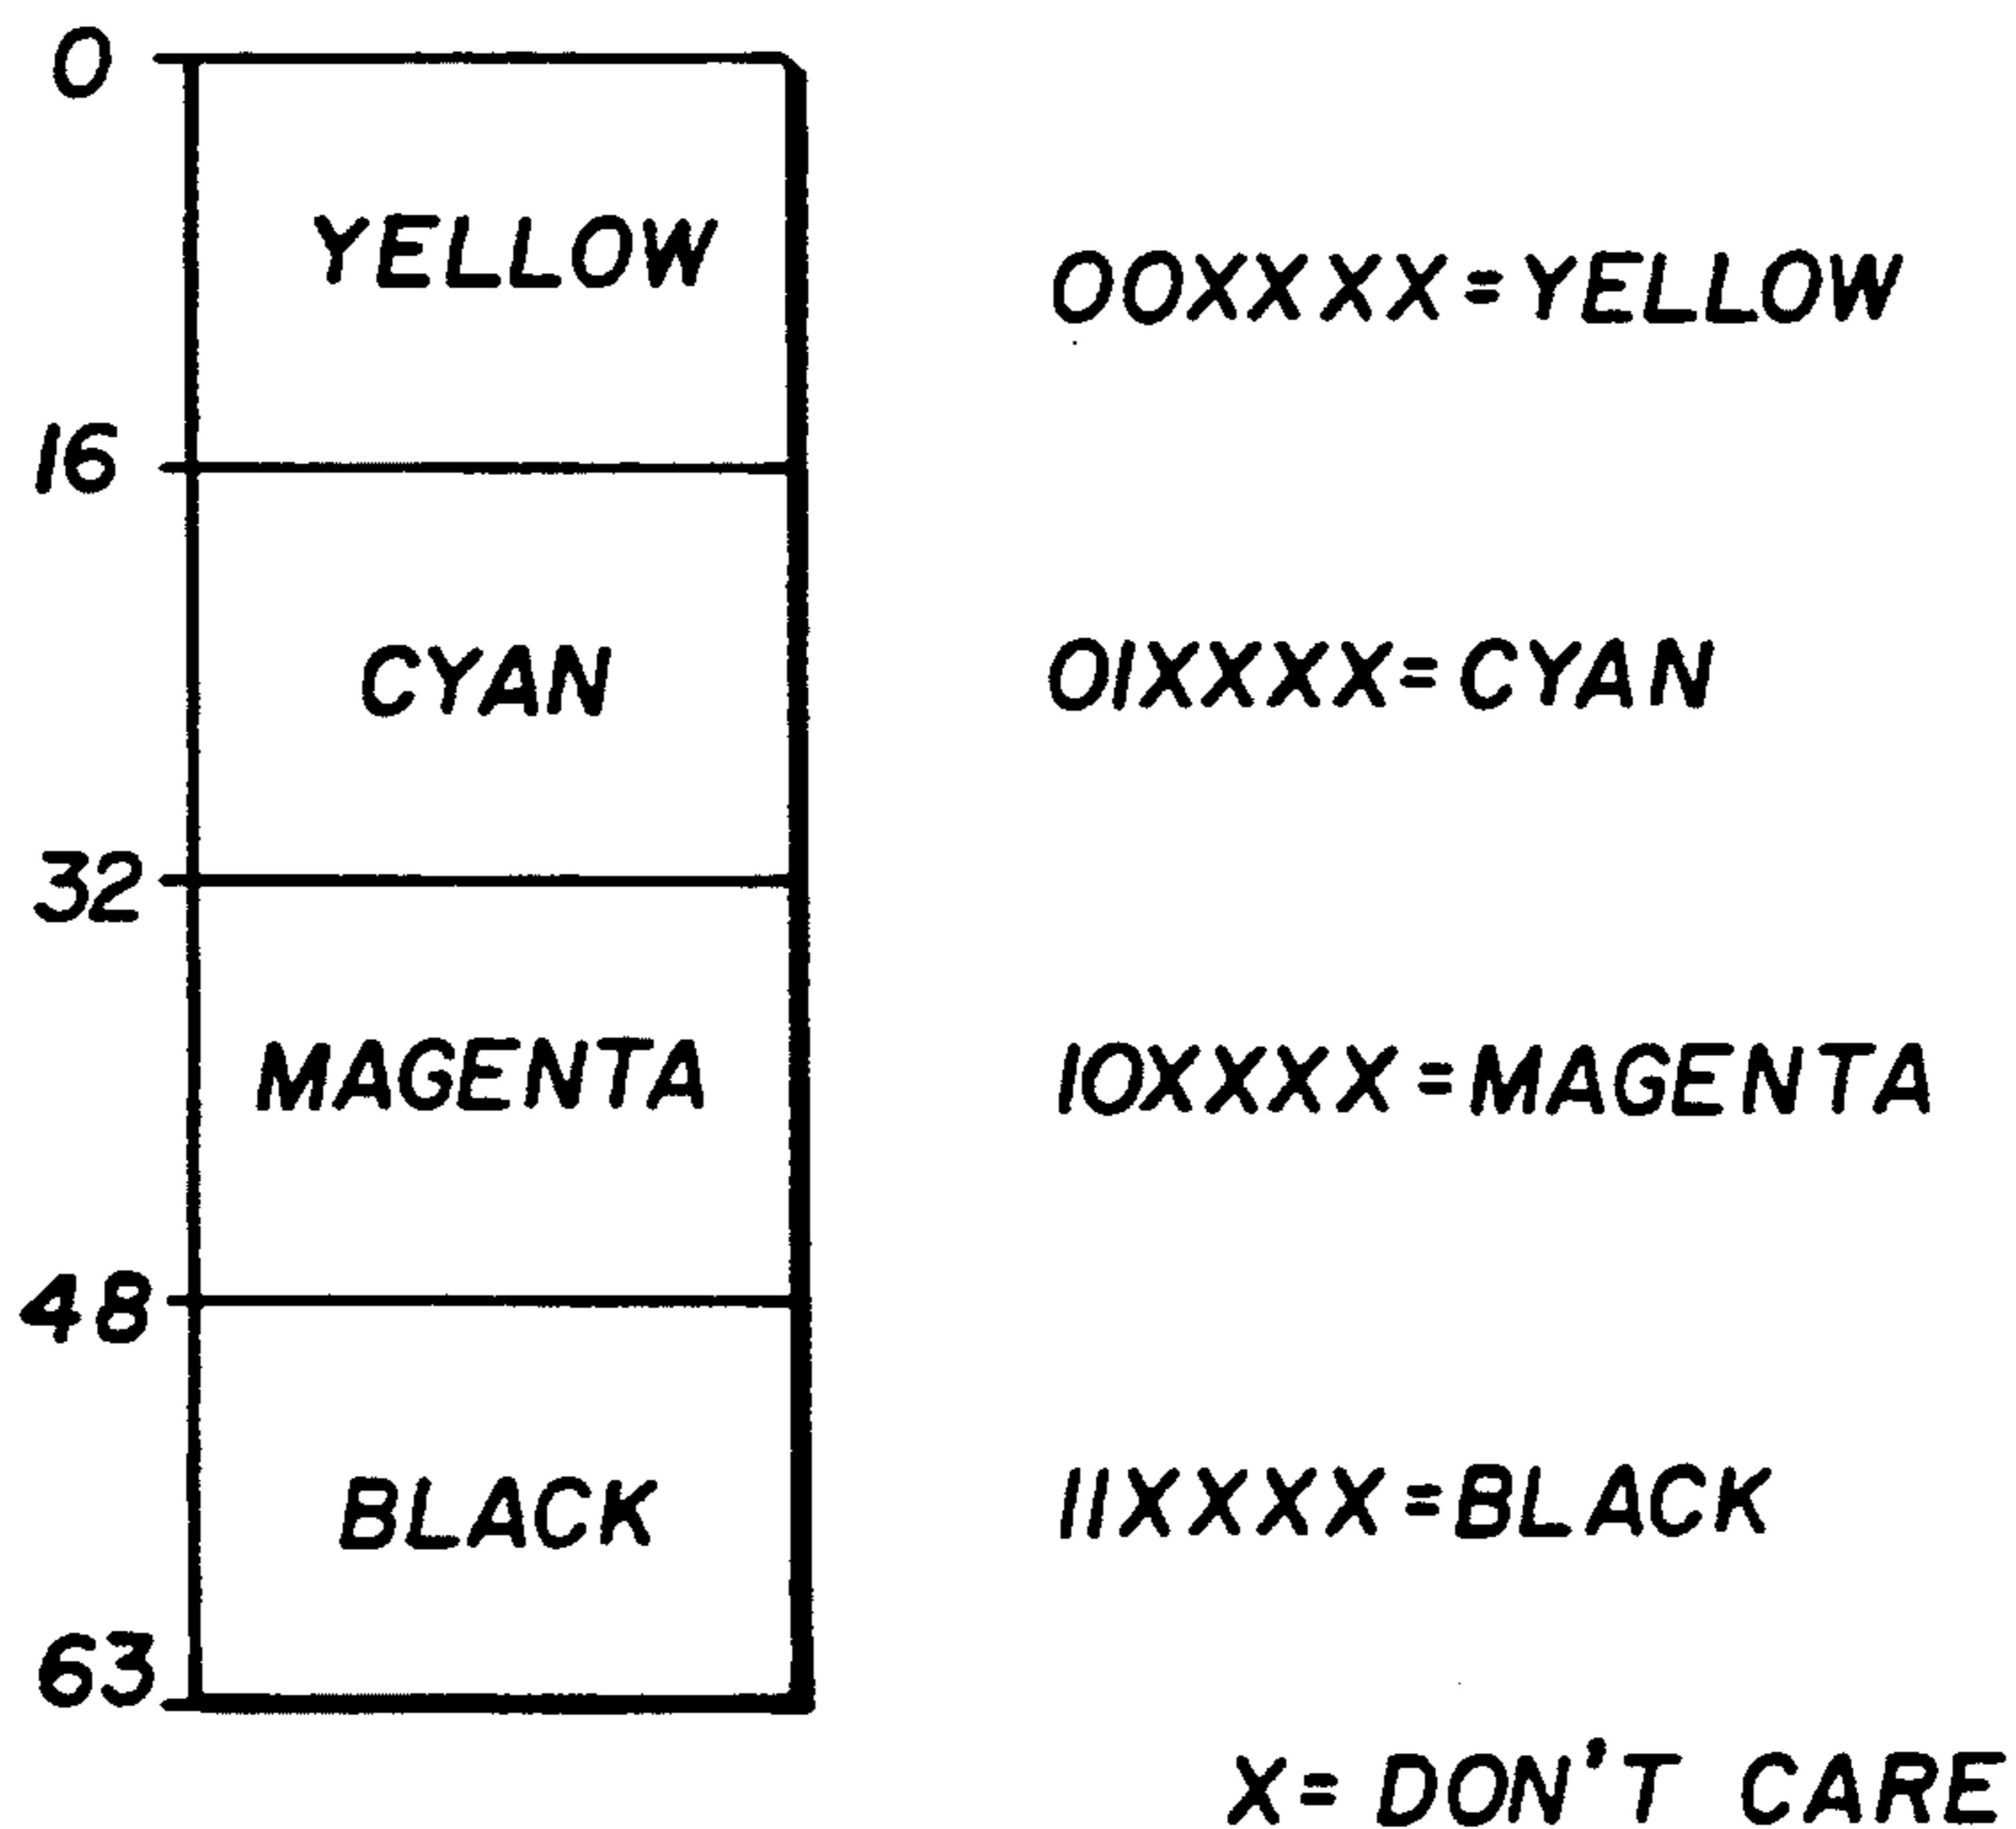 0
YELLOW
00XXXX=YELLOW
16
CYAN
01XXXX=CYAN
32
MAGENTA
10XXXX=MAGENTA
48
BLACK
11XXXX=BLACK
63
X= DON'T CARE